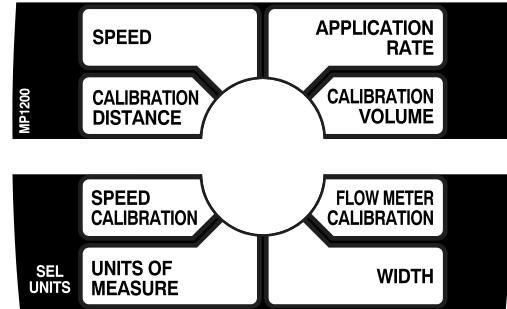 SPEED
APPLICATION
RATE
MP1200
CALIBRATION
DISTANCE
CALIBRATION
VOLUME
SPEED
CALIBRATION
FLOW METER
CALIBRATION
SEL
UNITS
UNITS OF
MEASURE
WIDTH